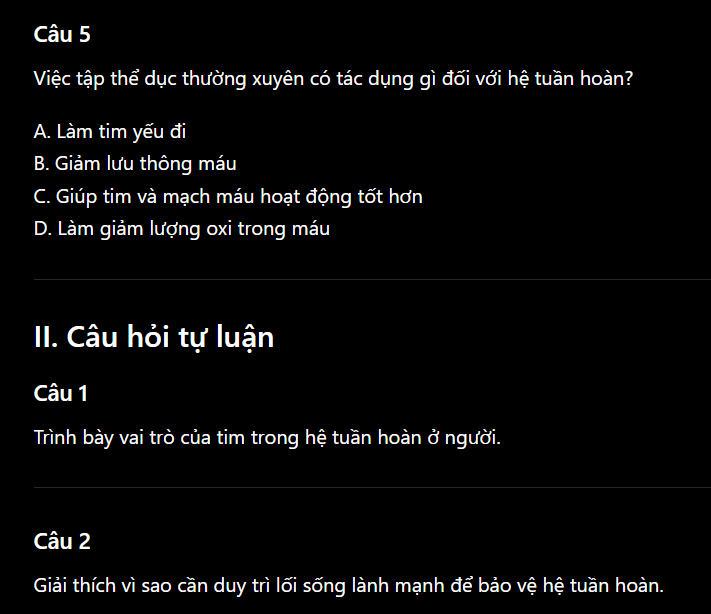 Câu 5
Việc tập thể dục thường xuyên có tác dụng gì đối với hệ tuần hoàn?
A. Làm tim yếu đi
B. Giảm lưu thông máu
C. Giúp tim và mạch máu hoạt động tốt hơn
D. Làm giảm lượng oxi trong máu
II. Câu hỏi tự luận
Câu 1
Trình bày vai trò của tim trong hệ tuần hoàn ở người.
Câu 2
Giải thích vì sao cần duy trì lối sống lành mạnh để bảo vệ hệ tuần hoàn.